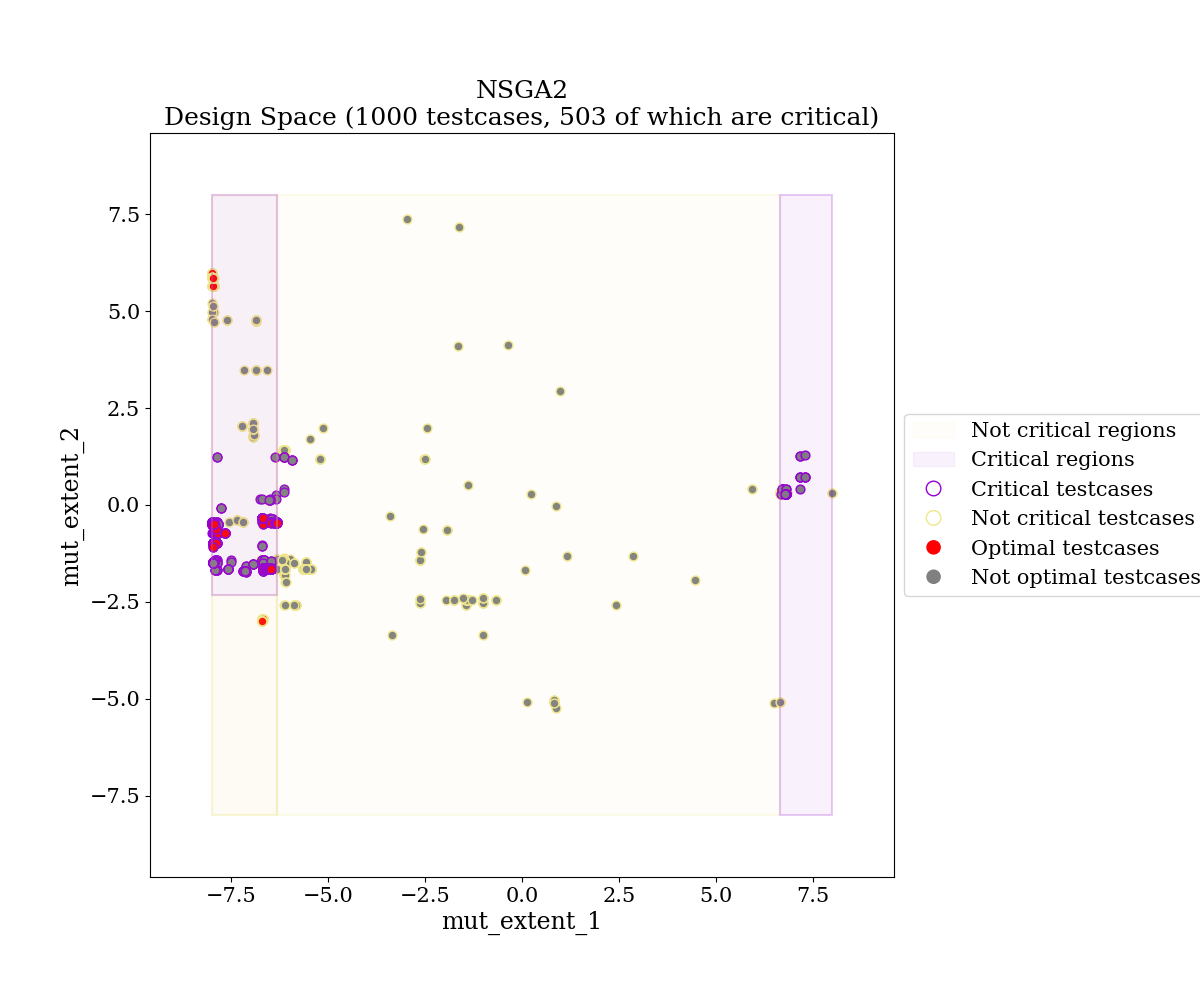 NSGA2
Design Space (1000 testcases, 503 of which are critical)
7.5
5.0
2.5
0.0
−2.5
−5.0
−7.5
mut_extent_2
−7.5
−5.0
−2.5
0.0
2.5
5.0
7.5
mut_extent_1
Not critical regions
Critical regions
Critical testcases
Not critical testcases
Optimal testcases
Not optimal testcases